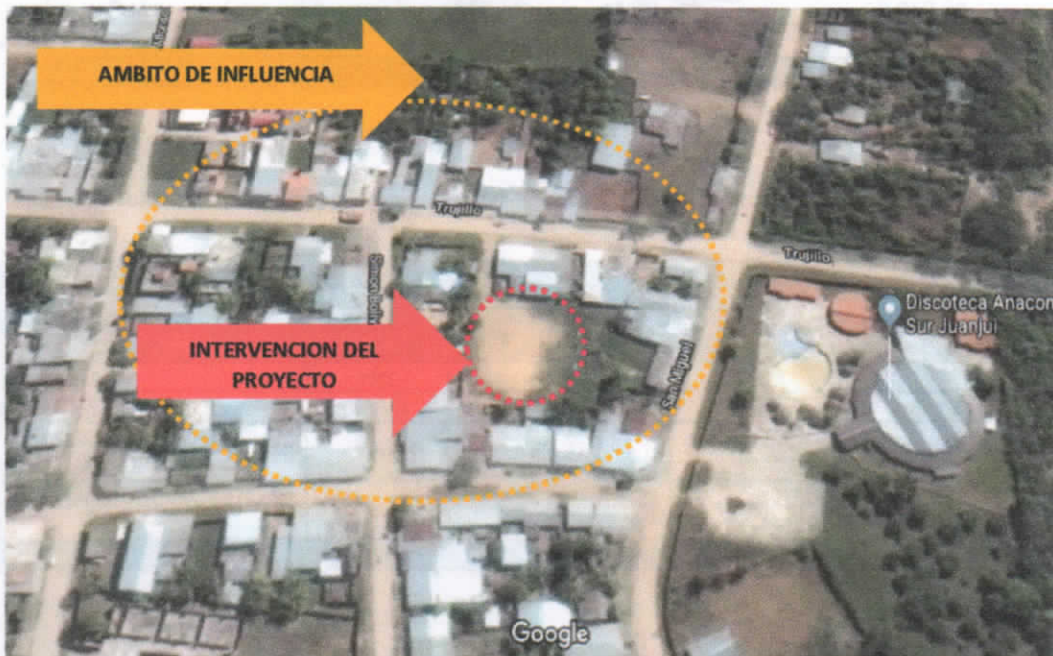 AMBITO DE INFLUENCIA
Trujillo
Trujillo
Discoteca Anacon
Sur Juanjui
INTERVENCION DEL
PROYECTO
San Miguel
Google